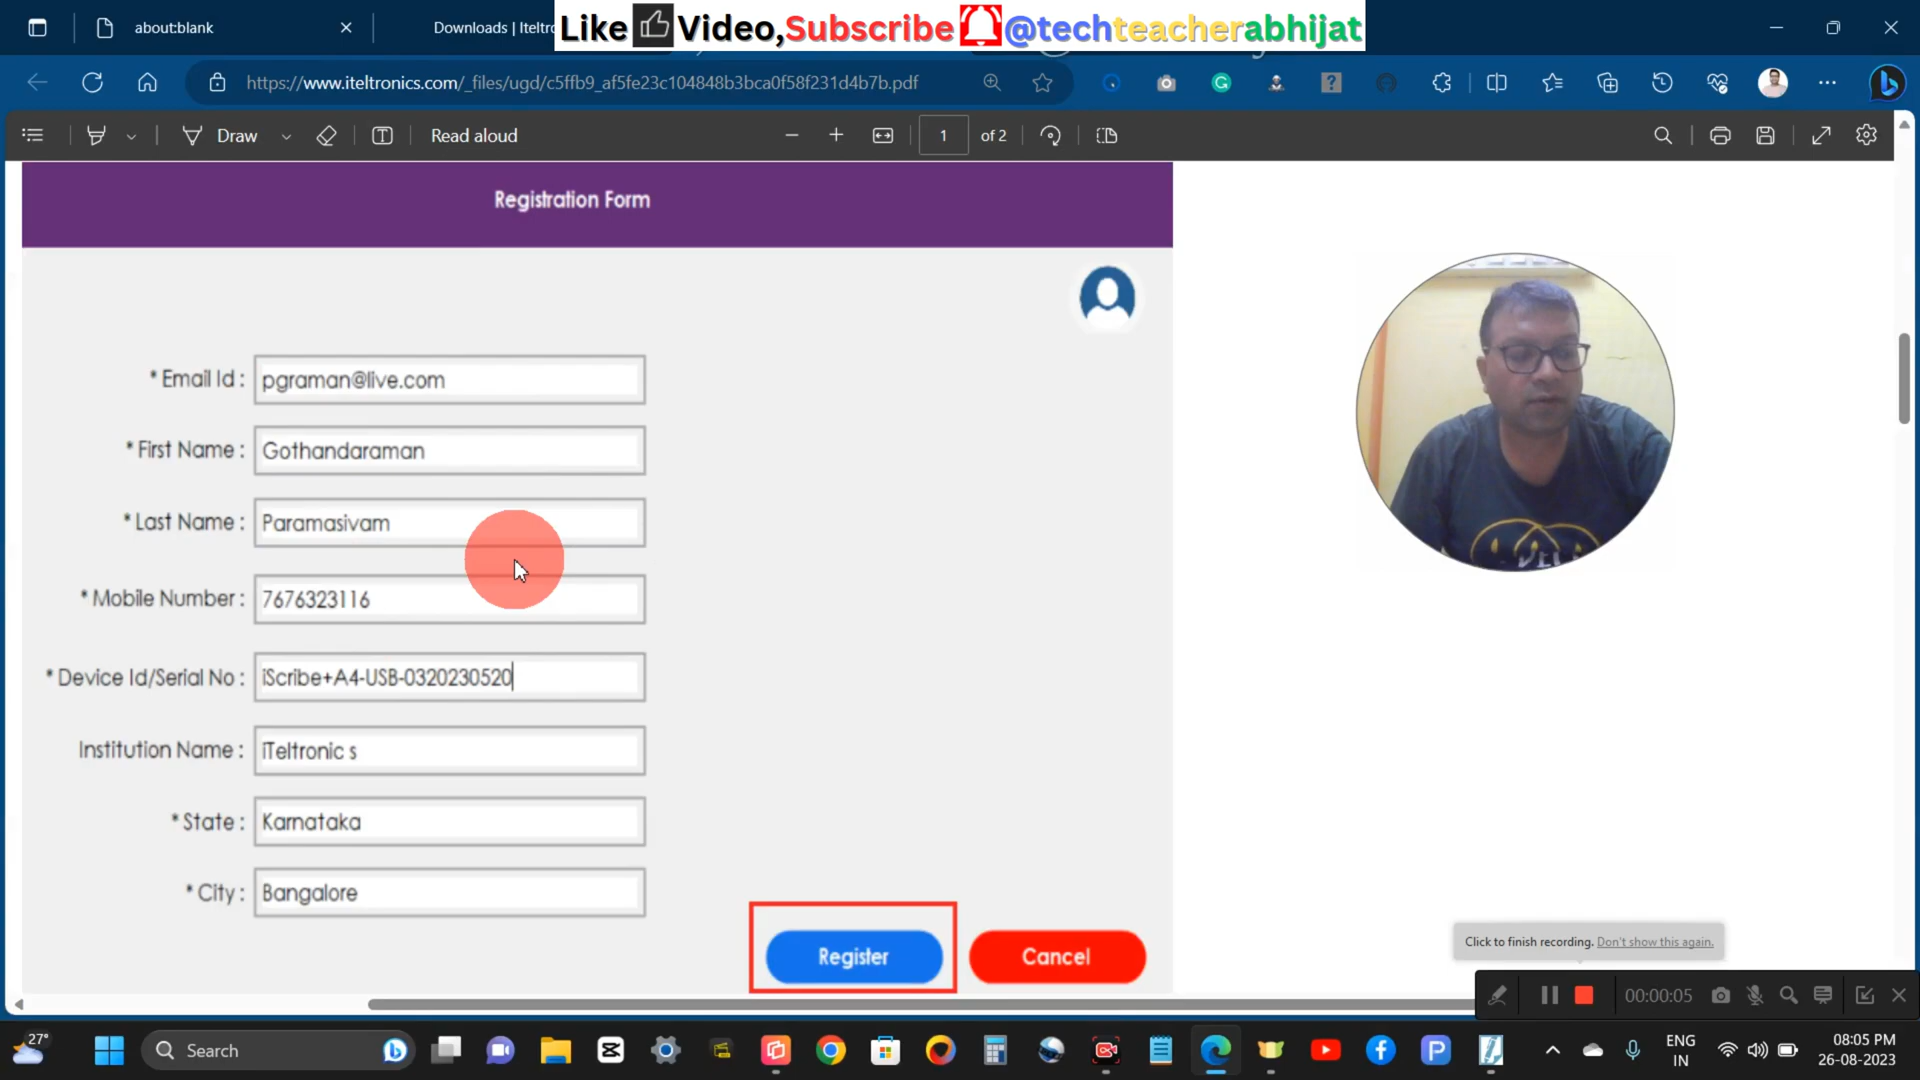 Like Video,Subscribe @techteacherabhijat
about:blank
Downloads | Iteltro
https://www.iteltronics.com/_files/ugd/c5ffb9_af5fe23c104848b3bca0f58f231d4b7b.pdf
Draw
Read aloud
1 of 2
Registration Form
* Email Id : pgraman@live.com
* First Name : Gothandaraman
* Last Name : Paramasivam
* Mobile Number : 7676323116
* Device Id/Serial No : iScribe+A4-USB-0320230520
Institution Name : iTeltronic s
* State : Karnataka
* City : Bangalore
Register Cancel
Click to finish recording. Don't show this again.
00:00:05
27°
Search
ENG
IN
08:05 PM
26-08-2023